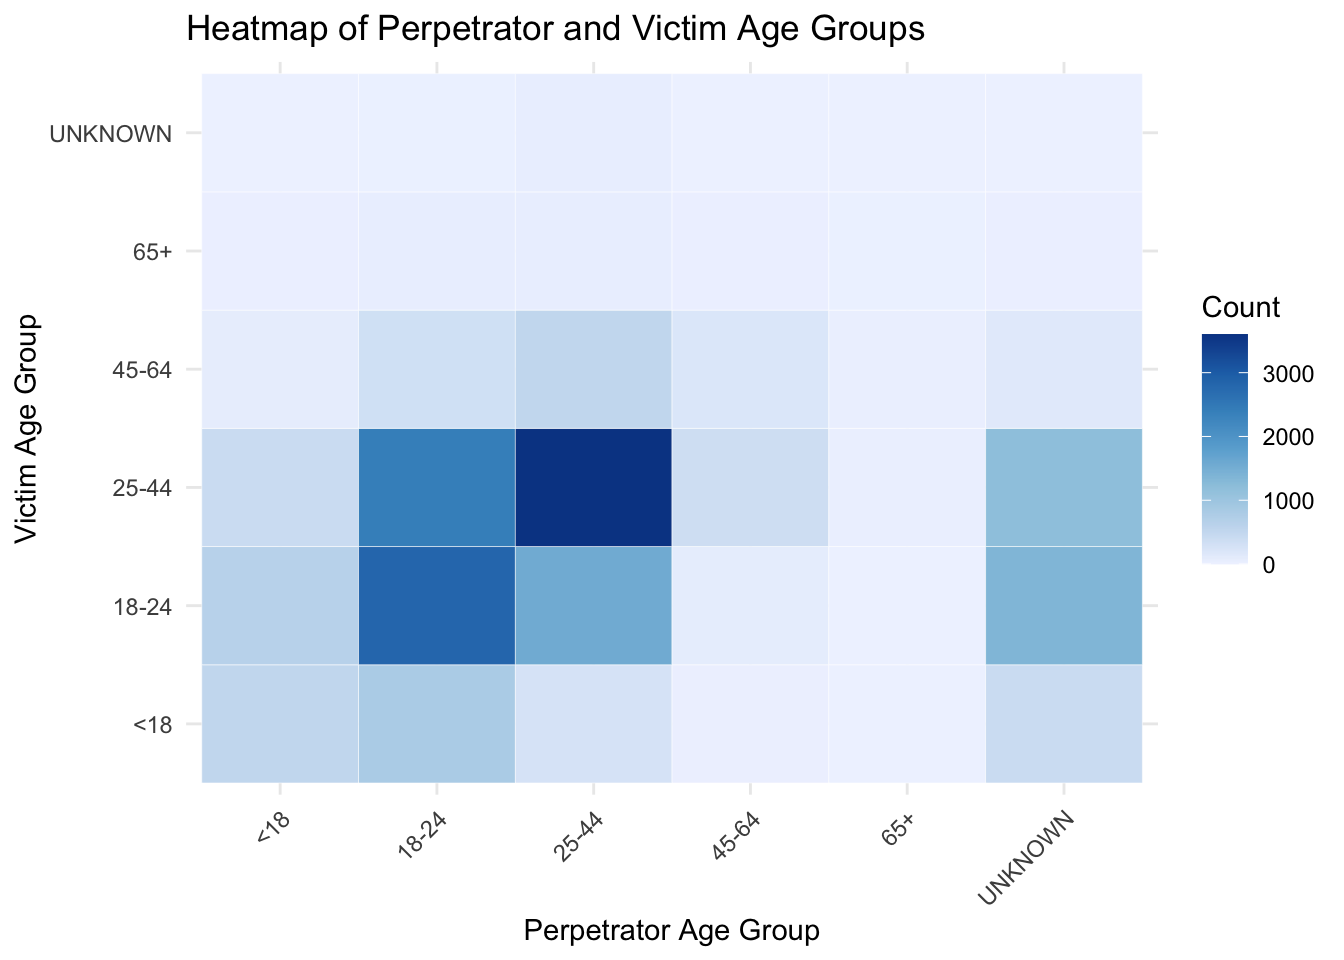 Heatmap of Perpetrator and Victim Age Groups
Victim Age Group
UNKNOWN
65+
45-64
25-44
18-24
<18
<18
18-24
25-44
45-64
65+
UNKNOWN
Perpetrator Age Group
Count
3000
2000
1000
0